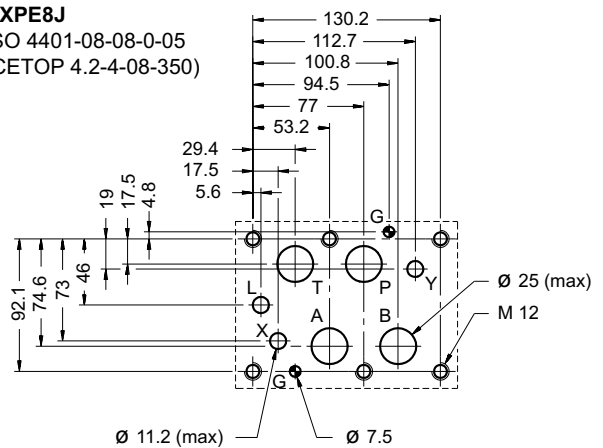 XPE8J
SO 4401-08-08-0-05
CETOP 4.2-4-08-350)
130.2
112.7
100.8
94.5
77
53.2
29.4
17.5
5.6
19
17.5
4.8
G
92.1
74.6
73
46
L
T
P
Y
Ø 25 (max)
X
A
B
M 12
G
Ø 11.2 (max)
Ø 7.5